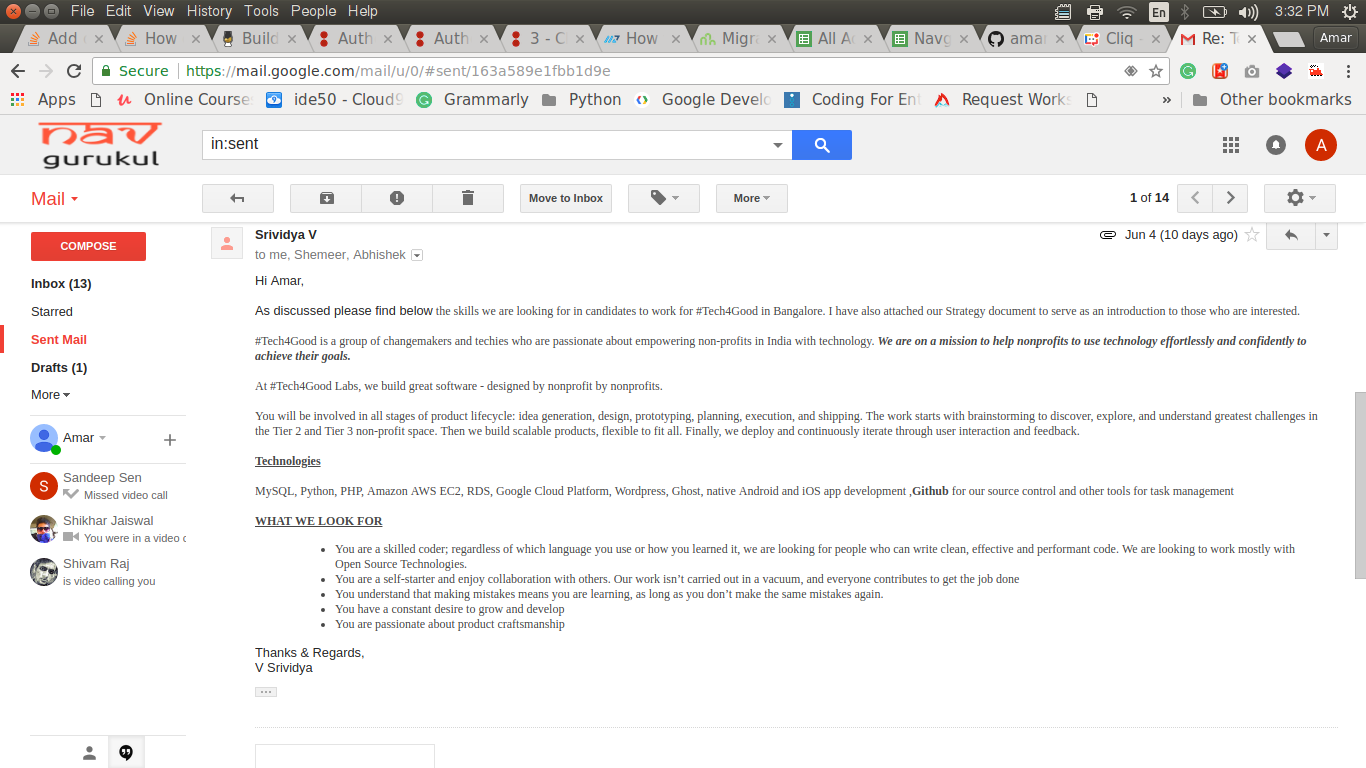 File Edit View History Tools People Help
En
3:32 PM
Add
How
Build
Auth
Auth
3 - C
How
Migra
All A
Navg
amar
Cliq
Re: T
Amar
Secure
https://mail.google.com/mail/u/0/#sent/163a589e1fbb1d9e
Apps
Online Course
ide50 - Cloud9
Grammarly
Python
Google Develo
Coding For Ent
Request Works
»
Other bookmarks
nav
gurukul
in:sent
A
Mail
Move to Inbox
More
1 of 14
COMPOSE
Inbox (13)
Starred
Sent Mail
Drafts (1)
More
Amar
S
Sandeep Sen
Missed video call
Shikhar Jaiswal
You were in a video c
Shivam Raj
is video calling you
Srividya V
Jun 4 (10 days ago)
to me, Shemeer, Abhishek
Hi Amar,
As discussed please find below the skills we are looking for in candidates to work for #Tech4Good in Bangalore. I have also attached our Strategy document to serve as an introduction to those who are interested.
#Tech4Good is a group of changemakers and techies who are passionate about empowering non-profits in India with technology. We are on a mission to help nonprofits to use technology effortlessly and confidently to
achieve their goals.
At #Tech4Good Labs, we build great software - designed by nonprofit by nonprofits.
You will be involved in all stages of product lifecycle: idea generation, design, prototyping, planning, execution, and shipping. The work starts with brainstorming to discover, explore, and understand greatest challenges in
the Tier 2 and Tier 3 non-profit space. Then we build scalable products, flexible to fit all. Finally, we deploy and continuously iterate through user interaction and feedback.
Technologies
MySQL, Python, PHP, Amazon AWS EC2, RDS, Google Cloud Platform, Wordpress, Ghost, native Android and iOS app development ,Github for our source control and other tools for task management
WHAT WE LOOK FOR
• You are a skilled coder; regardless of which language you use or how you learned it, we are looking for people who can write clean, effective and performant code. We are looking to work mostly with
Open Source Technologies.
• You are a self-starter and enjoy collaboration with others. Our work isn’t carried out in a vacuum, and everyone contributes to get the job done
• You understand that making mistakes means you are learning, as long as you don’t make the same mistakes again.
• You have a constant desire to grow and develop
• You are passionate about product craftsmanship
Thanks & Regards,
V Srividya